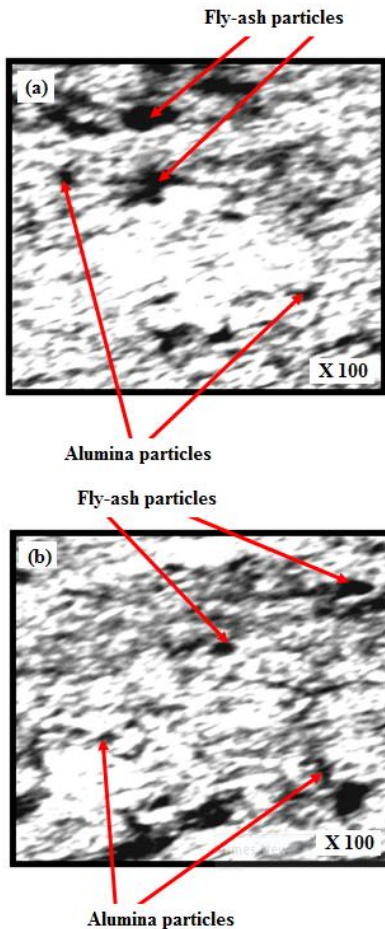 Fly-ash particles
(a)
X 100
Alumina particles
Fly-ash particles
(b)
X 100
Alumina particles